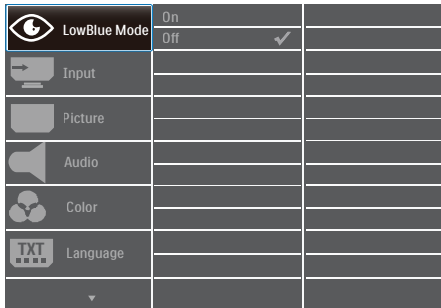 LowBlue Mode
On
Off
Input
Picture
Audio
Color
TXT
Language